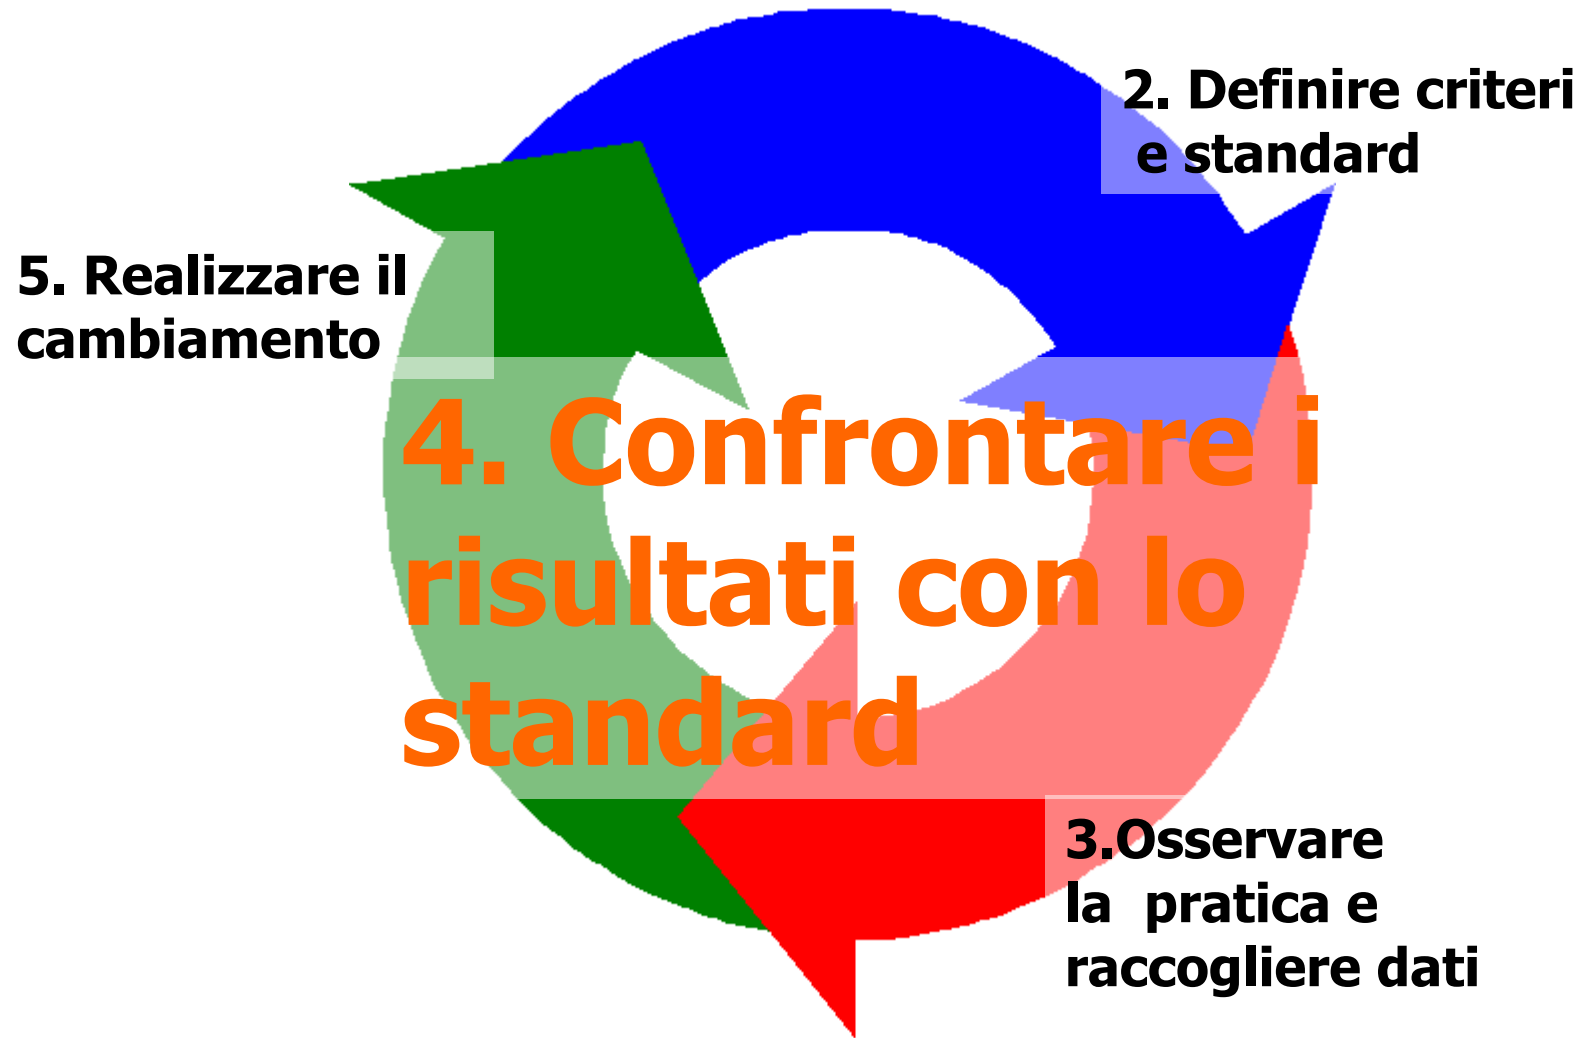 2. Definire criteri
e standard
5. Realizzare il
cambiamento
4. Confrontare i
risultati con lo
standard
3.Osservare
la pratica e
raccogliere dati